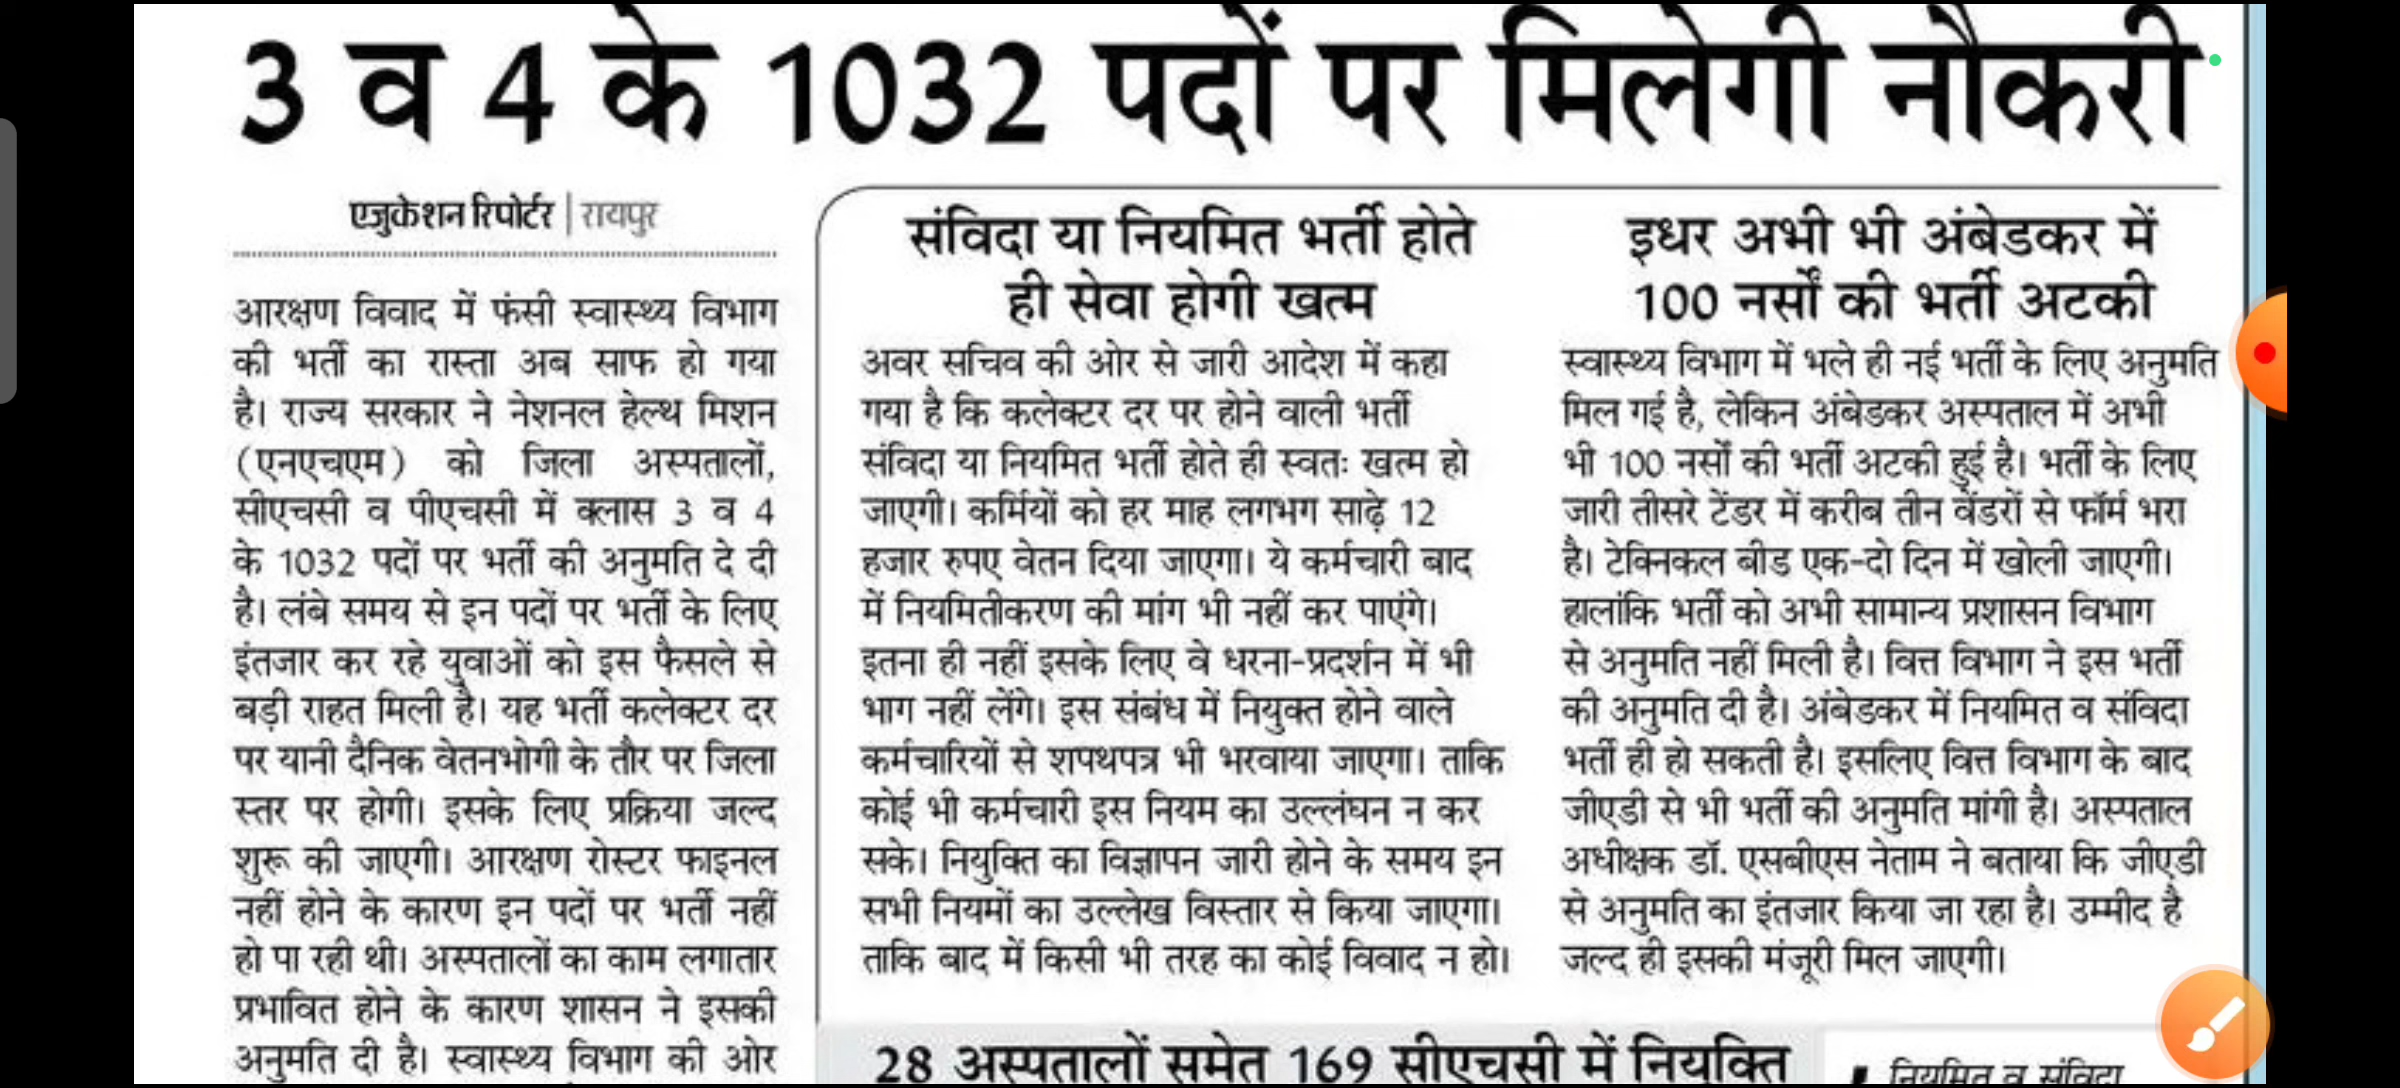 3 व 4 के 1032 पदों पर मिलेगी नौकरी
एजुकेशन रिपोर्टर | रायपुर
आरक्षण विवाद में फंसी स्वास्थ्य विभाग
की भर्ती का रास्ता अब साफ हो गया
है। राज्य सरकार ने नेशनल हेल्थ मिशन
(एनएचएम) को जिला अस्पतालों,
सीएचसी व पीएचसी में क्लास 3 व 4
के 1032 पदों पर भर्ती की अनुमति दे दी
है। लंबे समय से इन पदों पर भर्ती के लिए
इंतजार कर रहे युवाओं को इस फैसले से
बड़ी राहत मिली है। यह भर्ती कलेक्टर दर
पर यानी दैनिक वेतनभोगी के तौर पर जिला
स्तर पर होगी। इसके लिए प्रक्रिया जल्द
शुरू की जाएगी। आरक्षण रोस्टर फाइनल
नहीं होने के कारण इन पदों पर भर्ती नहीं
हो पा रही थी। अस्पतालों का काम लगातार
प्रभावित होने के कारण शासन ने इसकी
अनुमति दी है। स्वास्थ्य विभाग की ओर
संविदा या नियमित भर्ती होते
ही सेवा होगी खत्म
अवर सचिव की ओर से जारी आदेश में कहा
गया है कि कलेक्टर दर पर होने वाली भर्ती
संविदा या नियमित भर्ती होते ही स्वतः खत्म हो
जाएगी। कर्मियों को हर माह लगभग साढ़े 12
हजार रुपए वेतन दिया जाएगा। ये कर्मचारी बाद
में नियमितीकरण की मांग भी नहीं कर पाएंगे।
इतना ही नहीं इसके लिए वे धरना-प्रदर्शन में भी
भाग नहीं लेंगे। इस संबंध में नियुक्त होने वाले
कर्मचारियों से शपथपत्र भी भरवाया जाएगा। ताकि
कोई भी कर्मचारी इस नियम का उल्लंघन न कर
सके। नियुक्ति का विज्ञापन जारी होने के समय इन
सभी नियमों का उल्लेख विस्तार से किया जाएगा।
ताकि बाद में किसी भी तरह का कोई विवाद न हो।
इधर अभी भी अंबेडकर में
100 नर्सों की भर्ती अटकी
स्वास्थ्य विभाग में भले ही नई भर्ती के लिए अनुमति
मिल गई है, लेकिन अंबेडकर अस्पताल में अभी
भी 100 नर्सों की भर्ती अटकी हुई है। भर्ती के लिए
जारी तीसरे टेंडर में करीब तीन वेंडरों से फॉर्म भरा
है। टेक्निकल बीड एक-दो दिन में खोली जाएगी।
हालांकि भर्ती को अभी सामान्य प्रशासन विभाग
से अनुमति नहीं मिली है। वित्त विभाग ने इस भर्ती
की अनुमति दी है। अंबेडकर में नियमित व संविदा
भर्ती ही हो सकती है। इसलिए वित्त विभाग के बाद
जीएडी से भी भर्ती की अनुमति मांगी है। अस्पताल
अधीक्षक डॉ. एसबीएस नेताम ने बताया कि जीएडी
से अनुमति का इंतजार किया जा रहा है। उम्मीद है
जल्द ही इसकी मंजूरी मिल जाएगी।
28 अस्पतालों समेत 169 सीएचसी में नियुक्ति
नियमित व संविदा